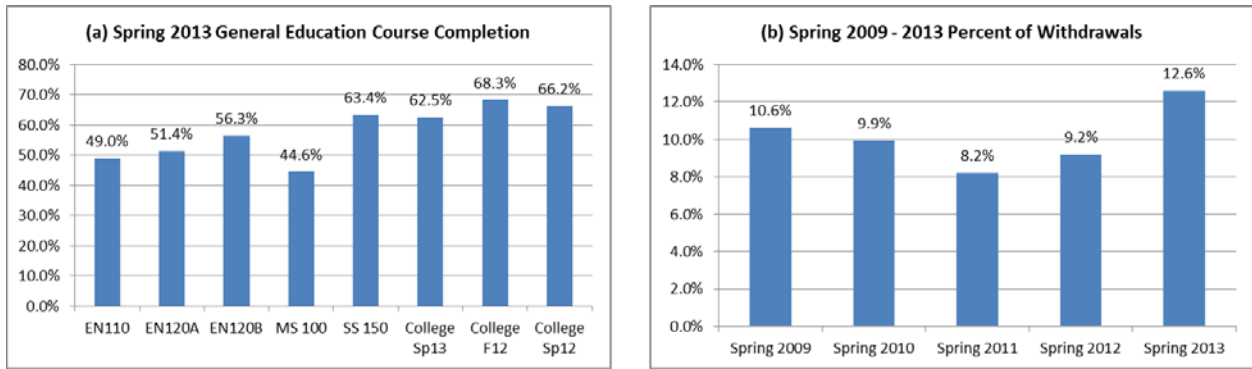 (a) Spring 2013 General Education Course Completion
80.0%
70.0%
60.0%
50.0%
40.0%
30.0%
20.0%
10.0%
0.0%
49.0%
51.4%
56.3%
44.6%
63.4%
62.5%
68.3%
66.2%
EN110
EN120A
EN120B
MS 100
SS 150
College
Sp13
College
F12
College
Sp12
(b) Spring 2009 - 2013 Percent of Withdrawals
14.0%
12.0%
10.0%
8.0%
6.0%
4.0%
2.0%
0.0%
10.6%
9.9%
8.2%
9.2%
12.6%
Spring 2009
Spring 2010
Spring 2011
Spring 2012
Spring 2013